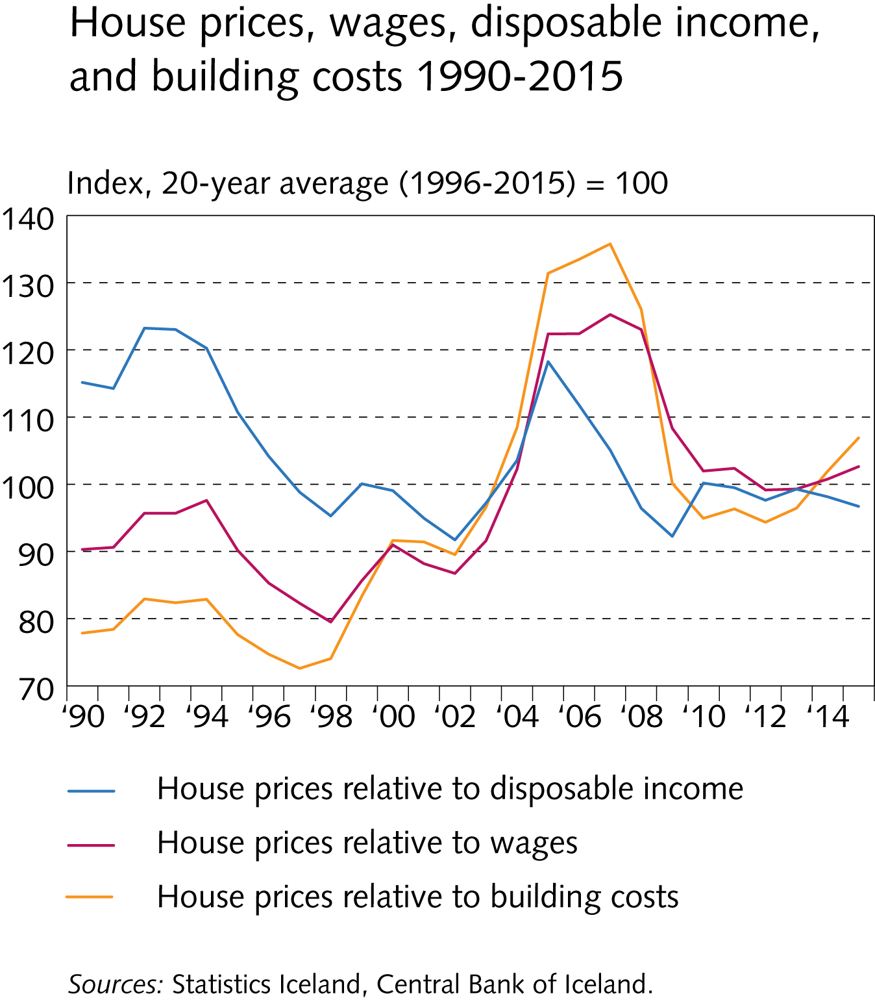 House prices, wages, disposable income,
and building costs 1990-2015
Index, 20-year average (1996-2015) = 100
140
130
120
110
100
90
80
70
‘90 ‘92 ‘94 ‘96 ‘98 ‘00 ‘02 ‘04 ‘06 ‘08 ‘10 ‘12 ‘14
House prices relative to disposable income
House prices relative to wages
House prices relative to building costs
Sources: Statistics Iceland, Central Bank of Iceland.